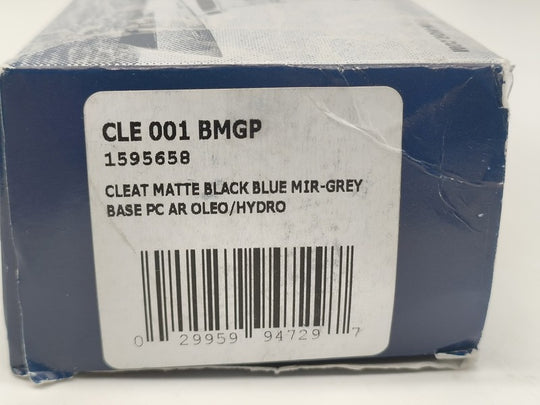 CLE 001 BMGP
1595658
CLEAT MATTE BLACK BLUE MIR-GREY
BASE PC AR OLEO/HYDRO
0 29959 94729 7